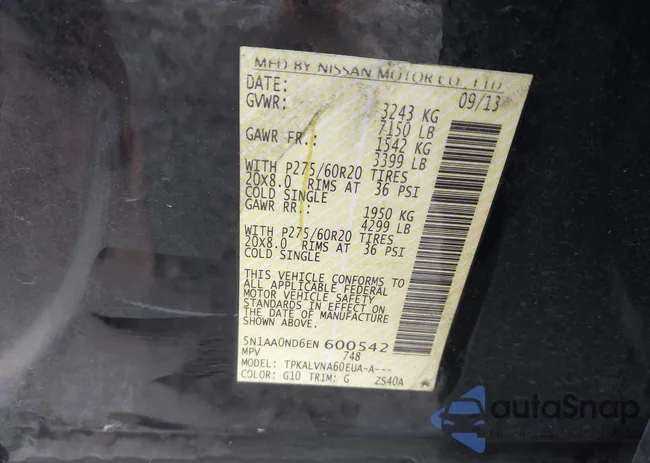 MFD BY NISSAN MOTOR CO., LTD.
DATE: 09/13
GVWR: 3243 KG
7150 LB
GAWR FR.: 1542 KG
3399 LB
WITH P275/60R20 TIRES
20X8.0 RIMS AT 36 PSI
COLD SINGLE
GAWR RR.: 1950 KG
4299 LB
WITH P275/60R20 TIRES
20X8.0 RIMS AT 36 PSI
COLD SINGLE
THIS VEHICLE CONFORMS TO
ALL APPLICABLE FEDERAL
MOTOR VEHICLE SAFETY
STANDARDS IN EFFECT ON
THE DATE OF MANUFACTURE
SHOWN ABOVE.
5N1AA0ND6EN 600542
MPV 748
MODEL: TPKALVNA60EUA-A---
COLOR: G10 TRIM: G 2S40A
autoSnap